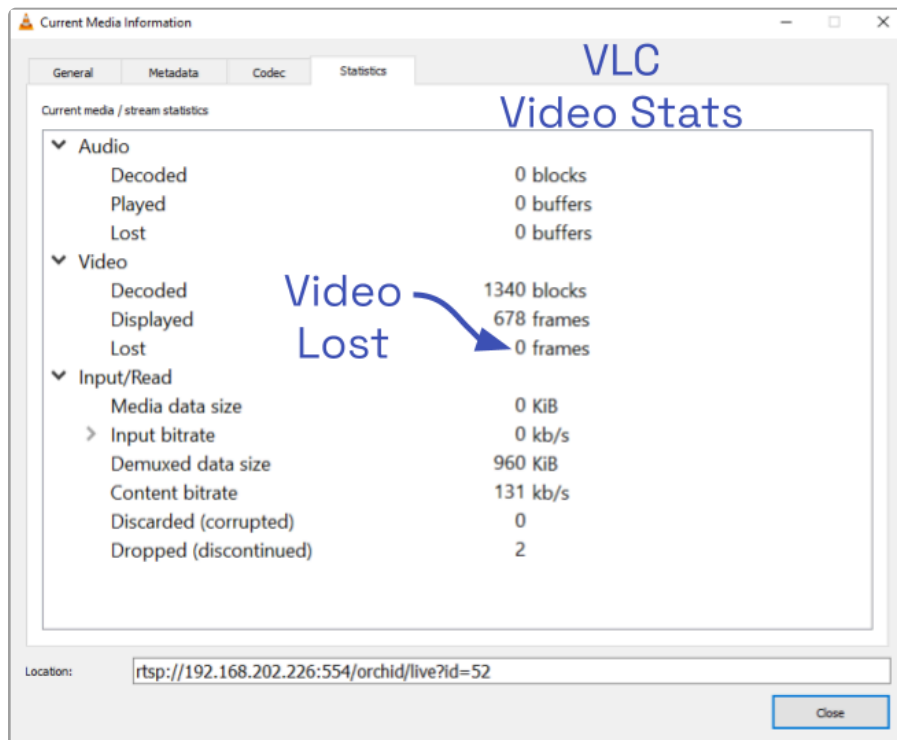 Current Media Information
VLC
Video Stats
General Metadata Codec Statistics
Current media / stream statistics
Audio
Decoded 0 blocks
Played 0 buffers
Lost 0 buffers
Video
Decoded 1340 blocks
Displayed 678 frames
Lost 0 frames
Video
Lost
Input/Read
Media data size 0 KiB
Input bitrate 0 kb/s
Demuxed data size 960 KiB
Content bitrate 131 kb/s
Discarded (corrupted) 0
Dropped (discontinued) 2
Location: rtsp://192.168.202.226:554/orchid/live?id=52
Close